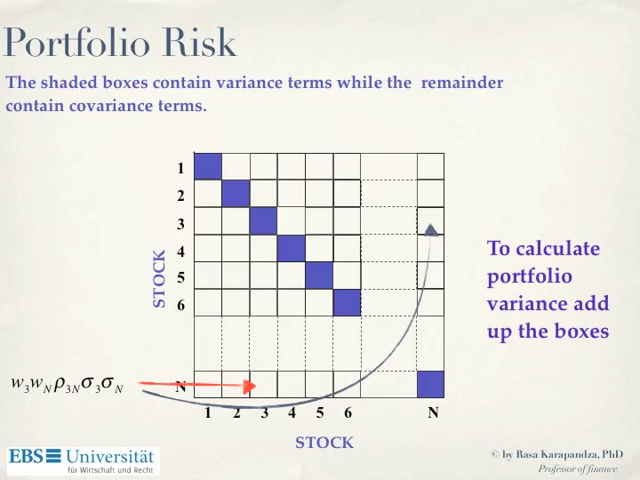 Portfolio Risk
The shaded boxes contain variance terms while the remainder
contain covariance terms.
1
2
3
4
5
6
N
STOCK
1 2 3 4 5 6 N
STOCK
w₃w_Nρ₃_Nσ₃σ_N
To calculate
portfolio
variance add
up the boxes
EBS Universität
für Wirtschaft und Recht
© by Rasa Karapandza, PhD
Professor of finance